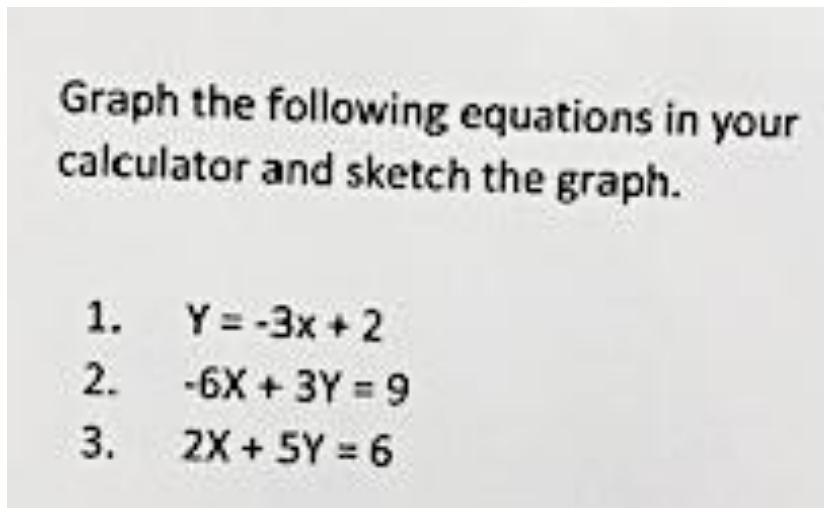 Graph the following equations in your
calculator and sketch the graph.
1. Y = -3x + 2
2. -6X + 3Y = 9
3. 2X + 5Y = 6